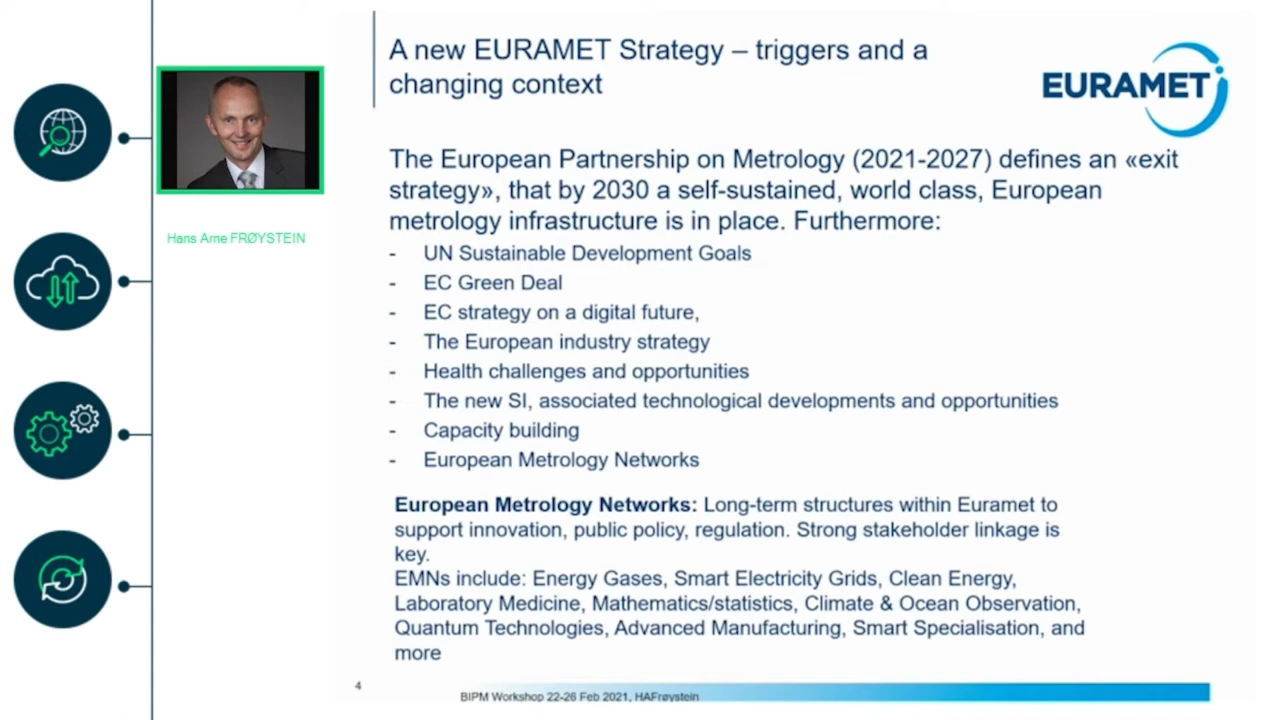 A new EURAMET Strategy – triggers and a
changing context
EURAMET
Hans Arne FRØYSTEIN
The European Partnership on Metrology (2021-2027) defines an «exit
strategy», that by 2030 a self-sustained, world class, European
metrology infrastructure is in place. Furthermore:
- UN Sustainable Development Goals
- EC Green Deal
- EC strategy on a digital future,
- The European industry strategy
- Health challenges and opportunities
- The new SI, associated technological developments and opportunities
- Capacity building
- European Metrology Networks
European Metrology Networks: Long-term structures within Euramet to
support innovation, public policy, regulation. Strong stakeholder linkage is
key.
EMNs include: Energy Gases, Smart Electricity Grids, Clean Energy,
Laboratory Medicine, Mathematics/statistics, Climate & Ocean Observation,
Quantum Technologies, Advanced Manufacturing, Smart Specialisation, and
more
4
BIPM Workshop 22-26 Feb 2021, HAFrøystein